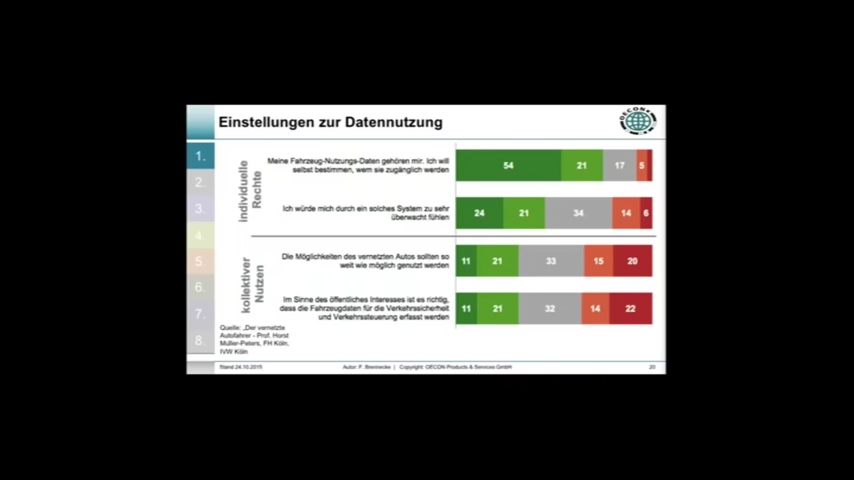 Einstellungen zur Datennutzung
OECON
1.
2.
3.
4.
5.
6.
7.
8.
individuelle
Rechte
Meine Fahrzeug-Nutzungs-Daten gehören mir. Ich will
selbst bestimmen, wem sie zugänglich werden
54 21 17 5
Ich würde mich durch ein solches System zu sehr
überwacht fühlen
24 21 34 14 6
kollektiver
Nutzen
Die Möglichkeiten des vernetzten Autos sollten so
weit wie möglich genutzt werden
11 21 33 15 20
Im Sinne des öffentliches Interesses ist es richtig,
dass die Fahrzeugdaten für die Verkehrssicherheit
und Verkehrssteuerung erfasst werden
11 21 32 14 22
Quelle: „Der vernetzte
Autofahrer - Prof. Horst
Müller-Peters, FH Köln,
IVW Köln
Stand 24.10.2015 Autor: F. Brennecke | Copyright: OECON Products & Services GmbH 20